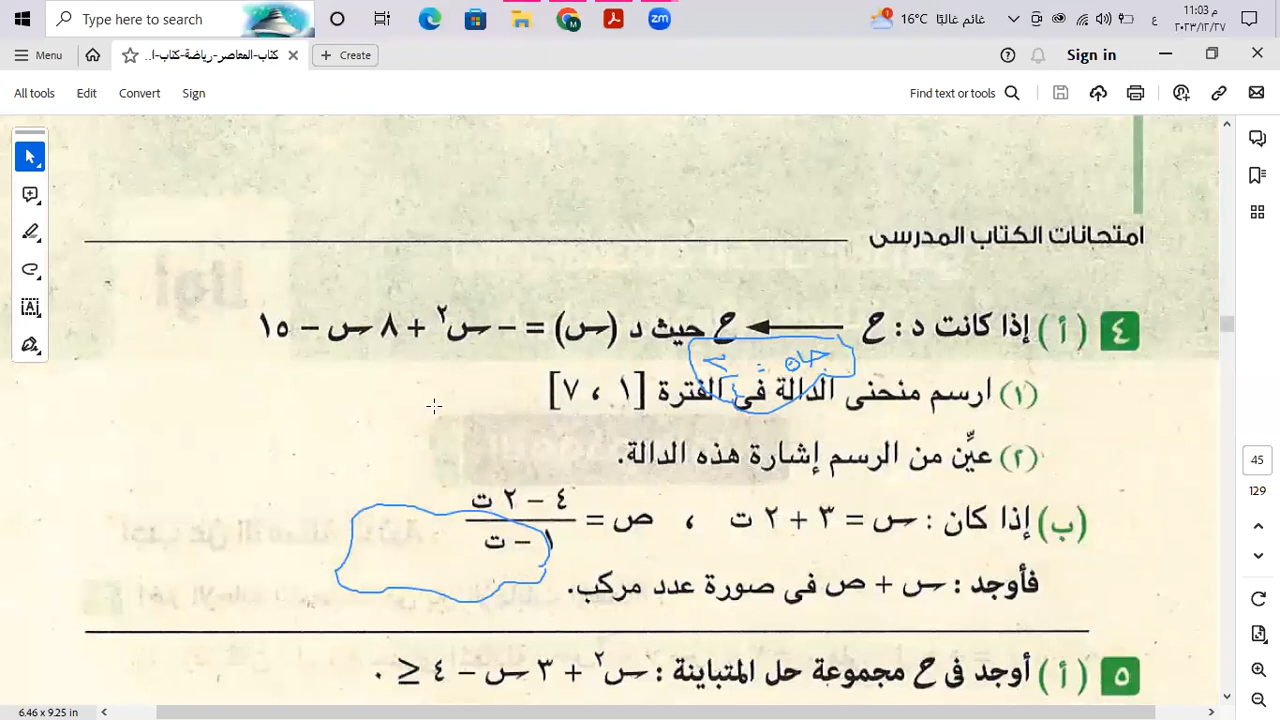 Type here to search
16°C غائم غالبًا
ع
11:03 م
٢٠٢٣/١٢/٢٧
zm
Menu
كتاب-المعاصر-رياضة-كتاب-ا...
Create
Sign in
All tools
Edit
Convert
Sign
Find text or tools
امتحانات الكتاب المدرسى
٤ (أ) إذا كانت د : ح ← ح حيث د (س) = – س٢ + ٨ س – ١٥
(١) ارسم منحنى الدالة فى الفترة [١ ، ٧]
(٢) عيِّن من الرسم إشارة هذه الدالة.
(ب) إذا كان : س = ٣ + ٢ ت ، ص = (٤ – ٢ ت) / (١ – ت)
فأوجد : س + ص فى صورة عدد مركب.
٥ (أ) أوجد فى ح مجموعة حل المتباينة : س٢ + ٣ س – ٤ ≤ ٠
45
129
6.46 x 9.25 in